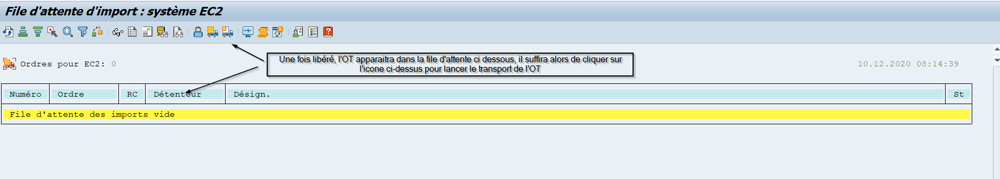 File d'attente d'import : système EC2
Ordres pour EC2: 0
Une fois libéré, l'OT apparaitra dans la file d'attente ci dessous, il suffira alors de cliquer sur
l'icone ci-dessus pour lancer le transport de l'OT
10.12.2020 08:14:39
Numéro Ordre RC Détenteur Désign. St
File d'attente des imports vide